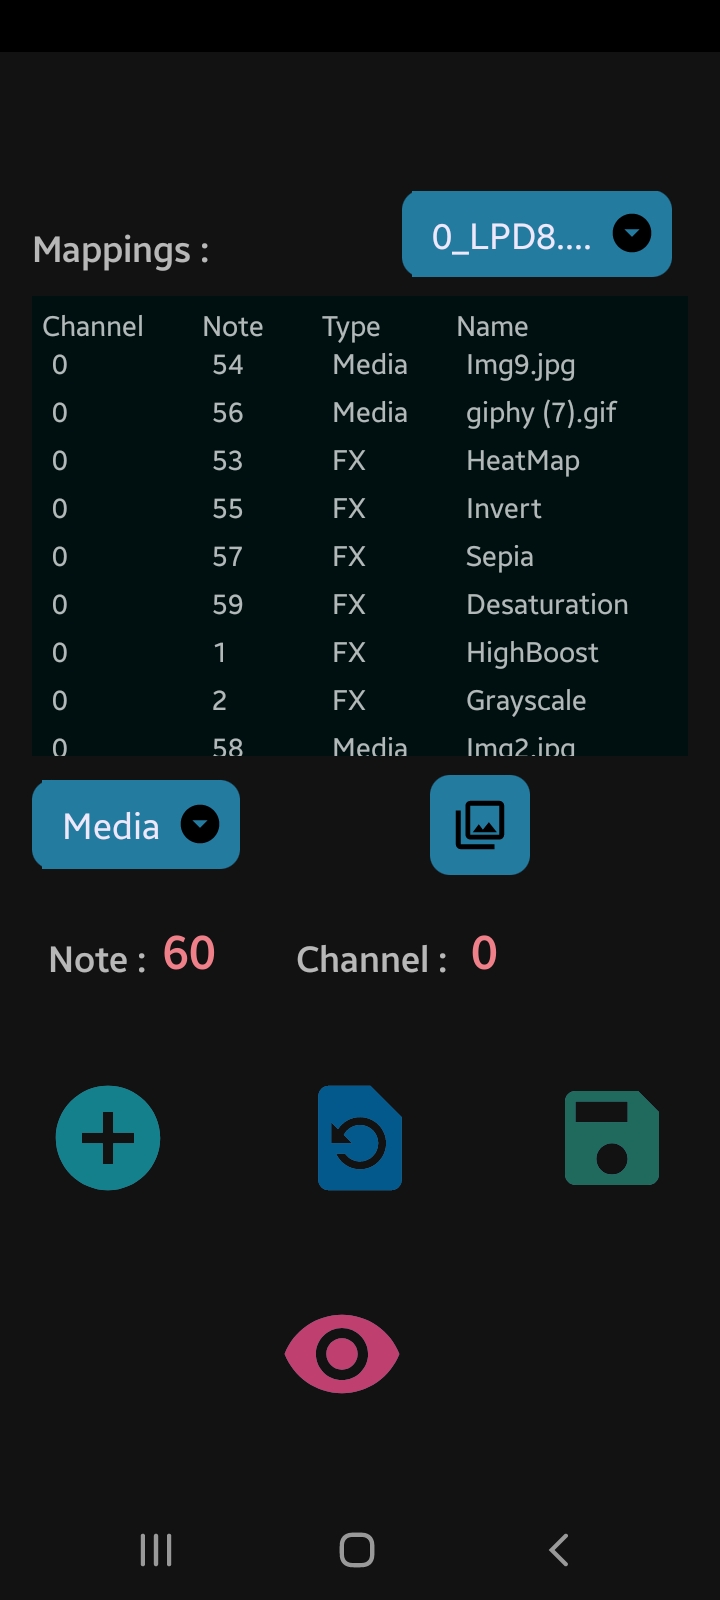 Mappings :
0_LPD8....
Channel Note Type Name
0 54 Media Img9.jpg
0 56 Media giphy (7).gif
0 53 FX HeatMap
0 55 FX Invert
0 57 FX Sepia
0 59 FX Desaturation
0 1 FX HighBoost
0 2 FX Grayscale
0 58 Media Img2.jpg
Media
Note : 60 Channel : 0